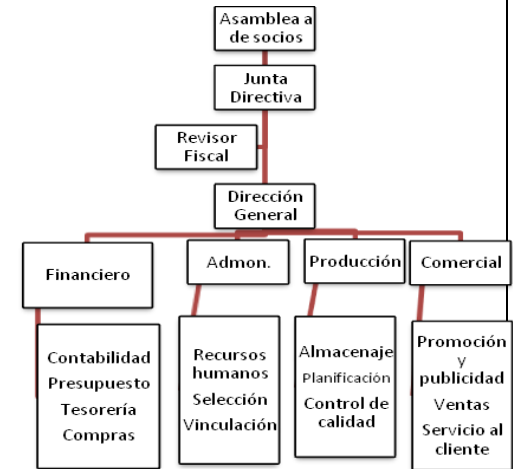 Asamblea a
de socios
Junta
Directiva
Revisor
Fiscal
Dirección
General
Financiero
Admon.
Producción
Comercial
Contabilidad
Presupuesto
Tesorería
Compras
Recursos
humanos
Selección
Vinculación
Almacenaje
Planificación
Control de
calidad
Promoción
y
publicidad
Ventas
Servicio al
cliente